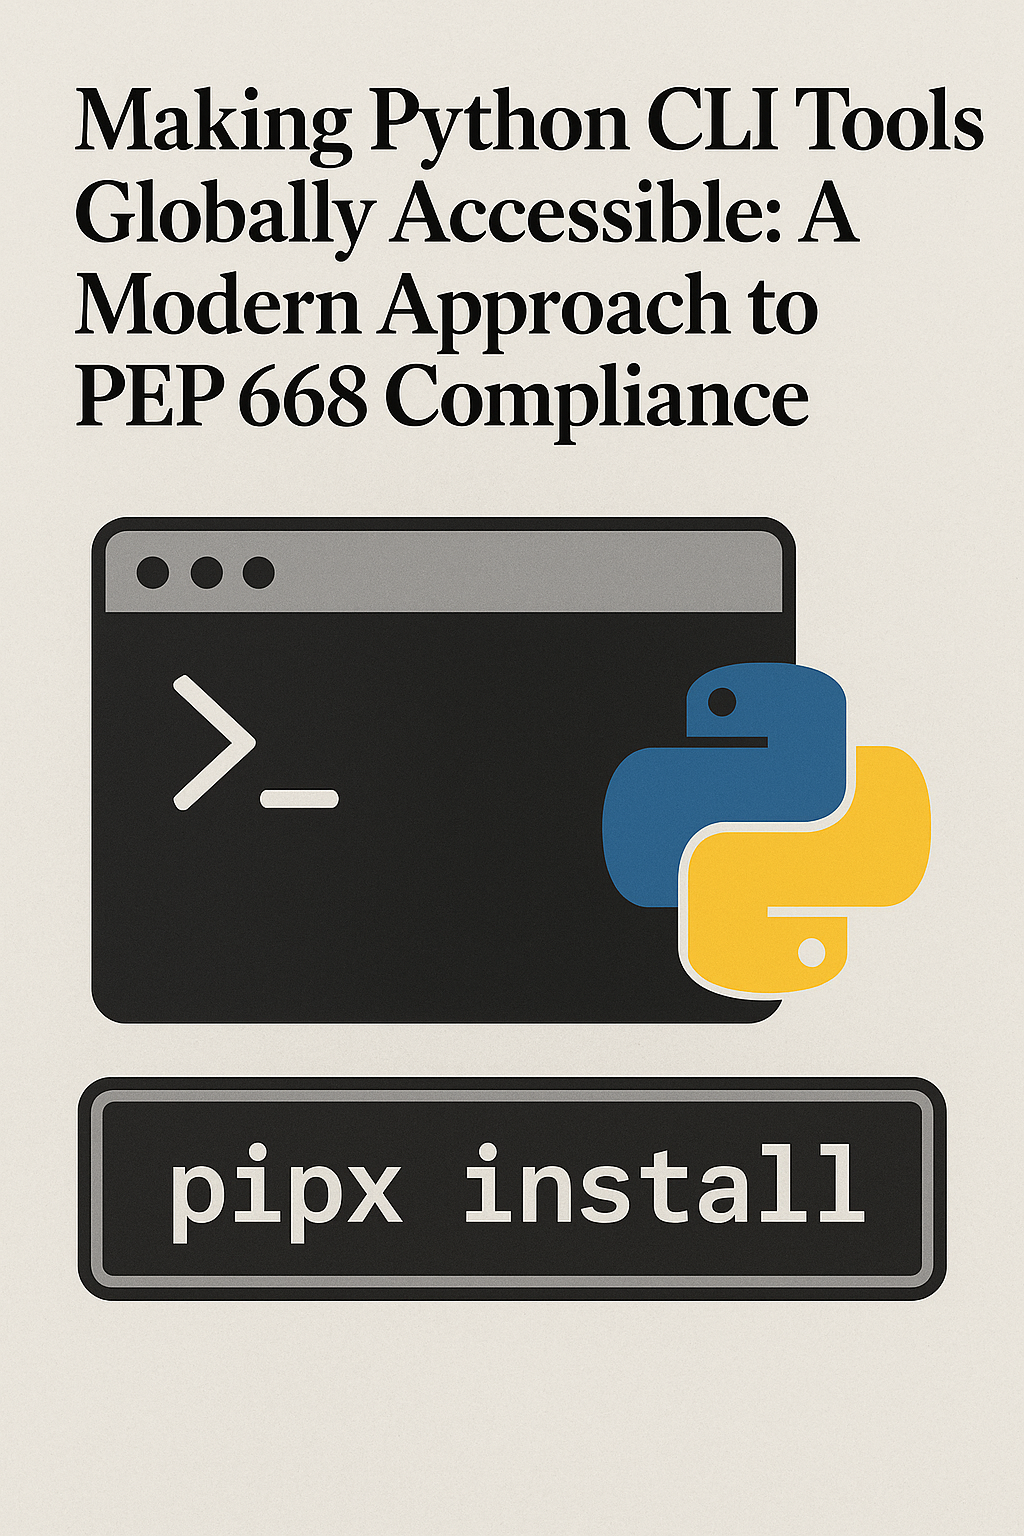 Making Python CLI Tools
Globally Accessible: A
Modern Approach to
PEP 668 Compliance
>_
pipx install